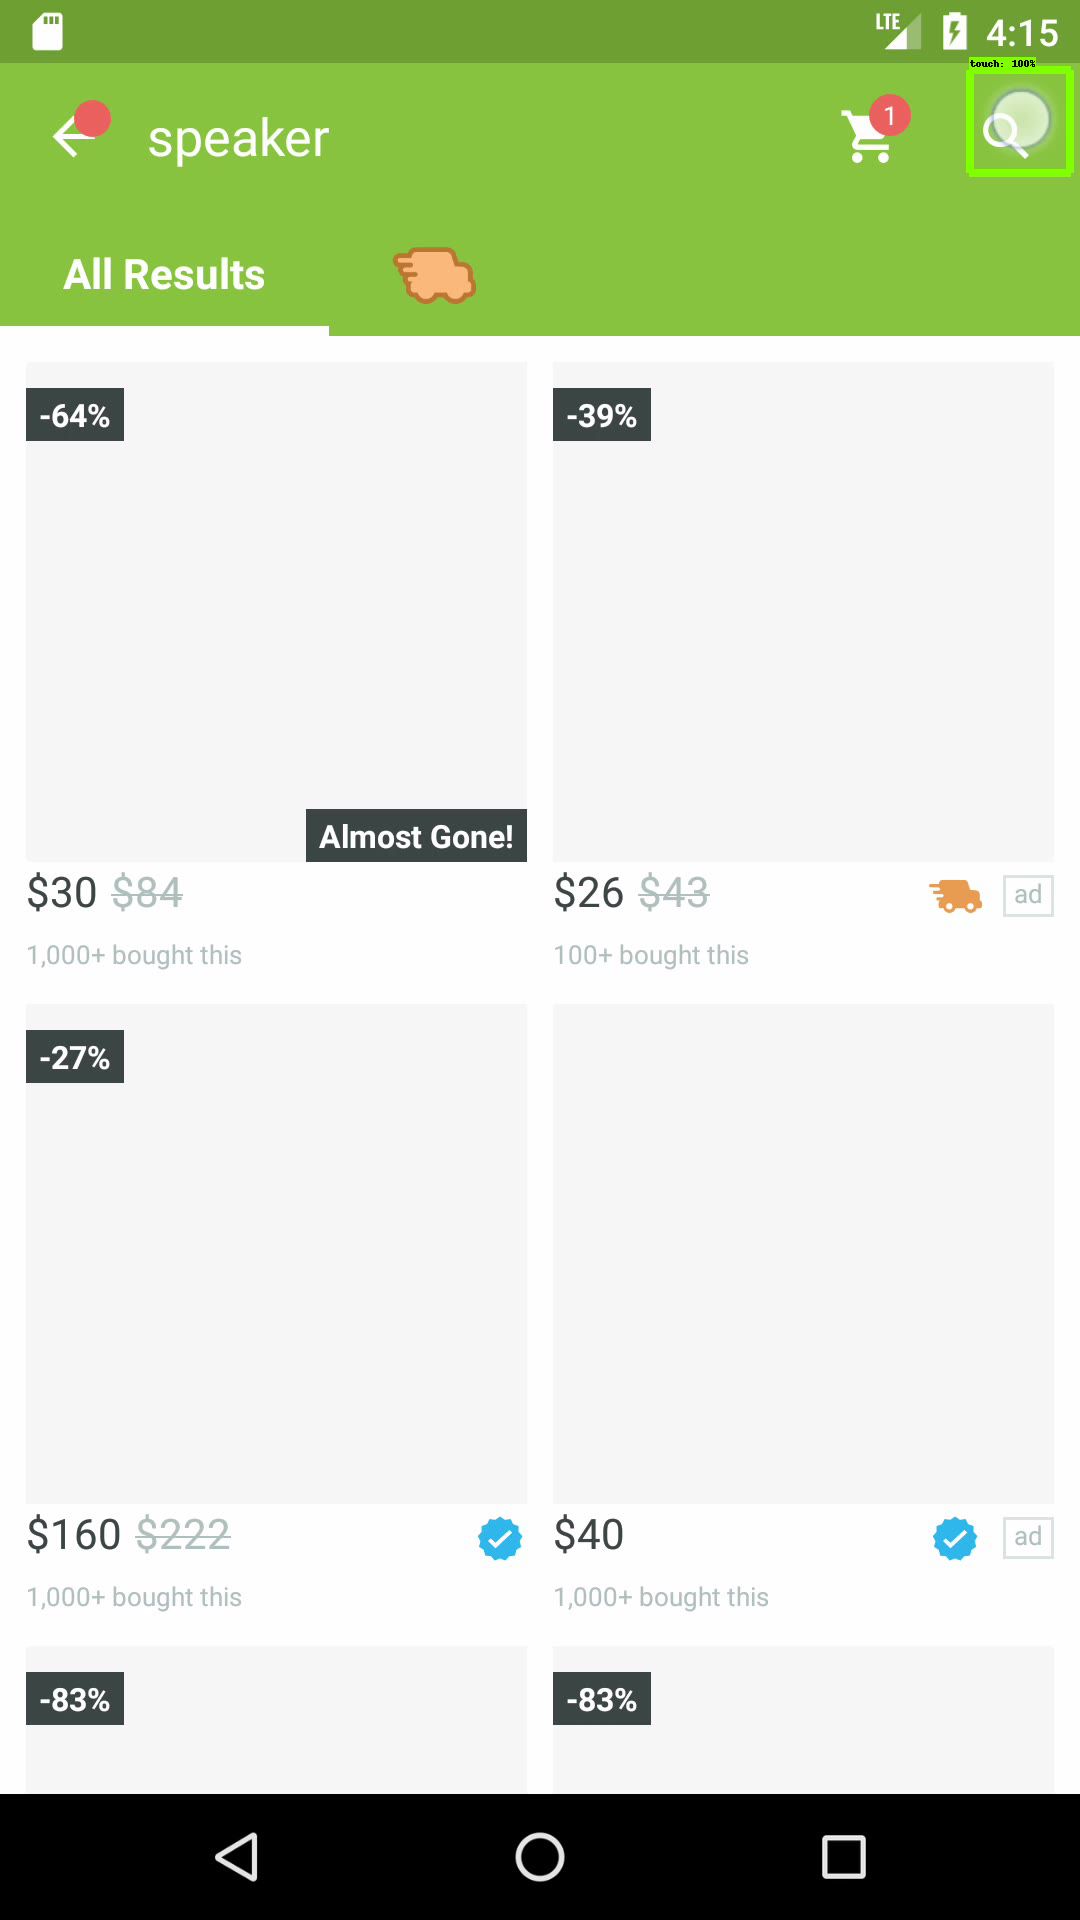 LTE 4:15
touch: 100%
speaker
1
All Results
-64%
-39%
Almost Gone!
$30 $84
$26 $43 ad
1,000+ bought this
100+ bought this
-27%
$160 $222
$40 ad
1,000+ bought this
1,000+ bought this
-83%
-83%